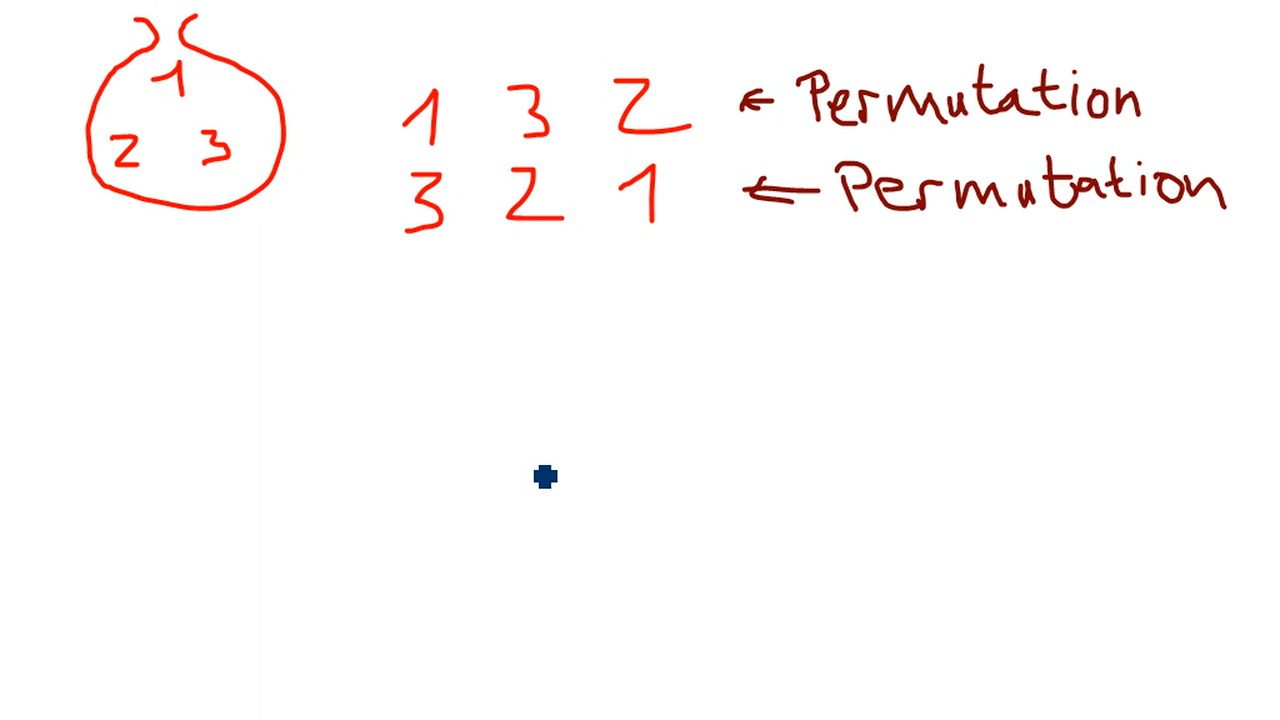 1
2 3
1 3 2 ← Permutation
3 2 1 ← Permutation